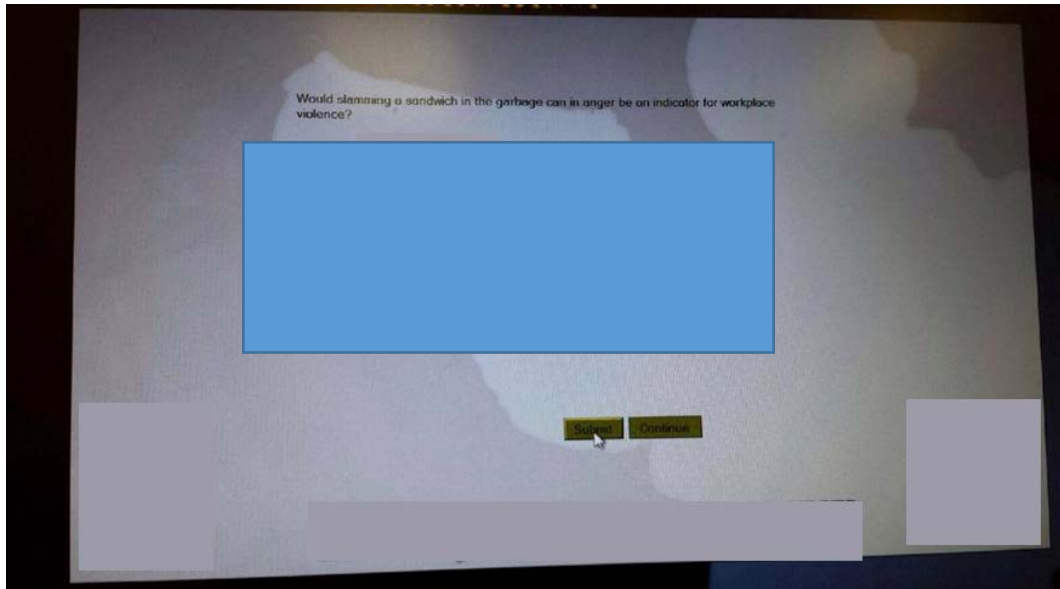 Would slamming a sandwich in the garbage can in anger be an indicator for workplace
violence?
Submit Continue